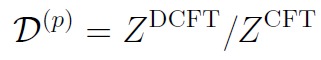 𝒟^{(p)} = Z^{DCFT}/Z^{CFT}